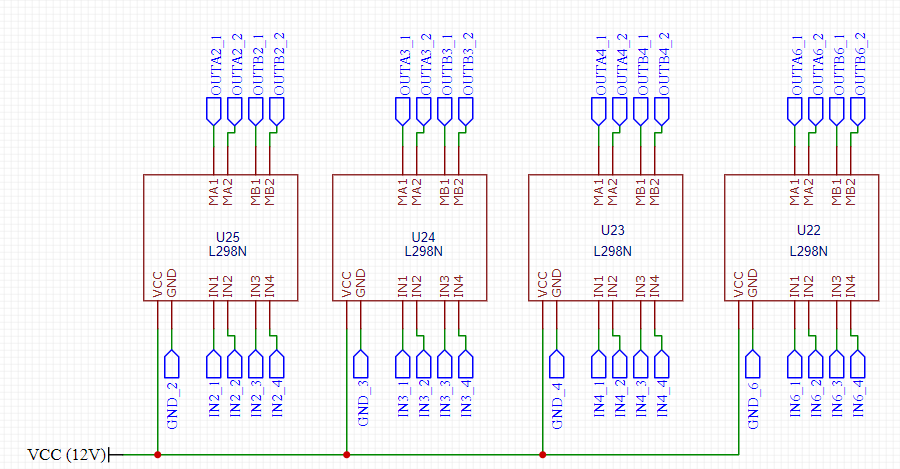 OUTA2_1 OUTA2_2 OUTB2_1 OUTB2_2
OUTA3_1 OUTA3_2 OUTB3_1 OUTB3_2
OUTA4_1 OUTA4_2 OUTB4_1 OUTB4_2
OUTA6_1 OUTA6_2 OUTB6_1 OUTB6_2
MA1 MA2 MB1 MB2
U25
L298N
VCC GND IN1 IN2 IN3 IN4
MA1 MA2 MB1 MB2
U24
L298N
VCC GND IN1 IN2 IN3 IN4
MA1 MA2 MB1 MB2
U23
L298N
VCC GND IN1 IN2 IN3 IN4
MA1 MA2 MB1 MB2
U22
L298N
VCC GND IN1 IN2 IN3 IN4
GND_2 IN2_1 IN2_2 IN2_3 IN2_4
GND_3 IN3_1 IN3_2 IN3_3 IN3_4
GND_4 IN4_1 IN4_2 IN4_3 IN4_4
GND_6 IN6_1 IN6_2 IN6_3 IN6_4
VCC (12V)